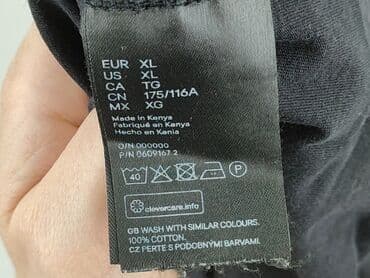 EUR XL
US XL
CA TG
CN 175/116A
MX XG
Made in Kenya
Fabriqué en Kenya
Hecho en Kenia
O/N 000000
P/N 0609167 2
40
P
clevercare.info
GB WASH WITH SIMILAR COLOURS.
100% COTTON.
CZ PERTE S PODOBNÝMI BARVAMI.